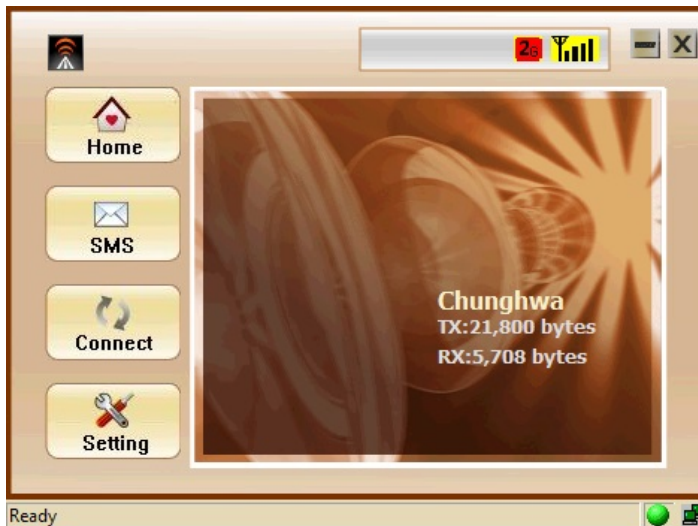 2G
Home
SMS
Connect
Setting
Chunghwa
TX:21,800 bytes
RX:5,708 bytes
Ready